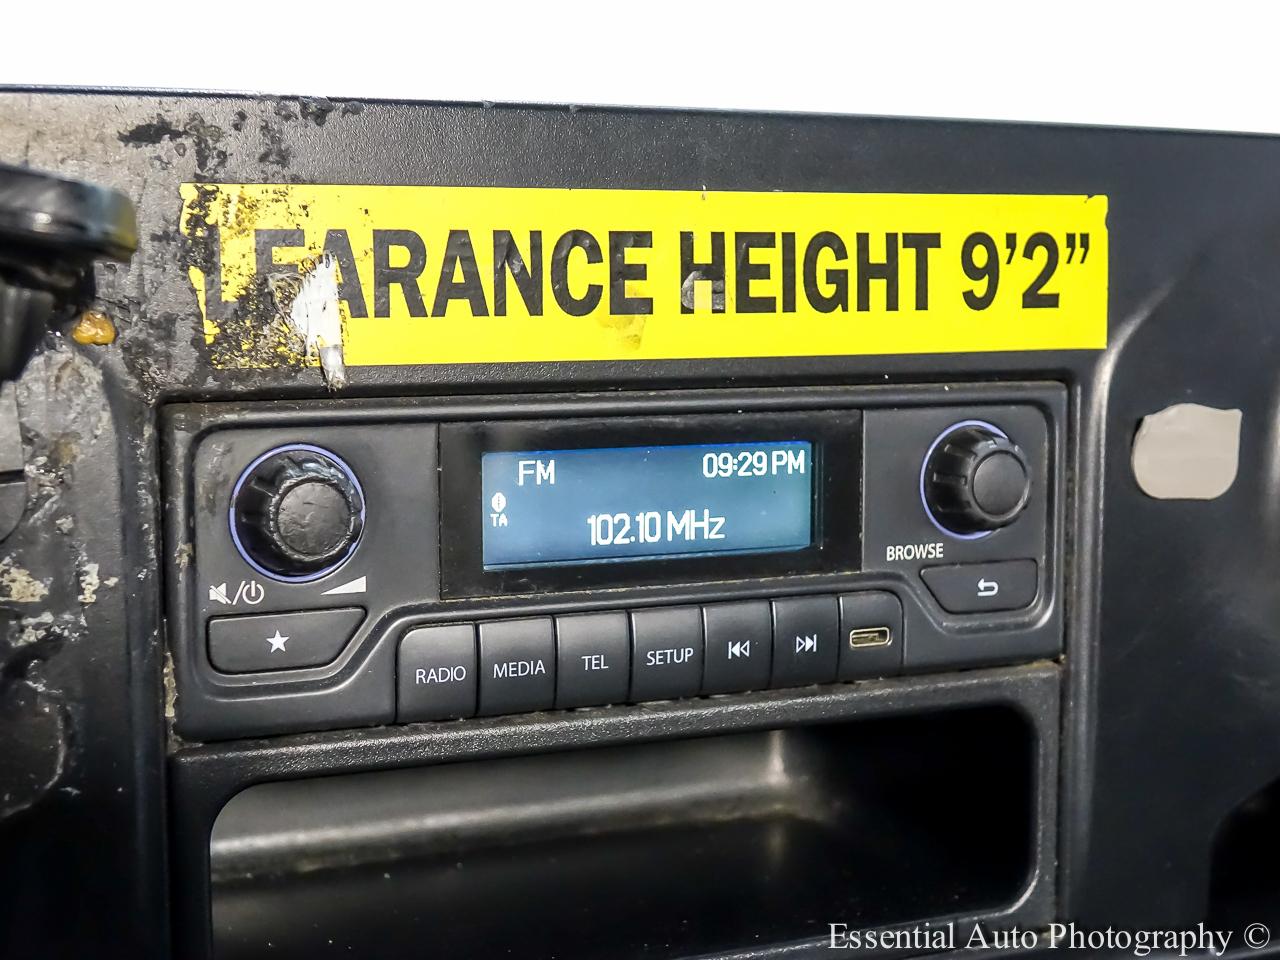 LEARANCE HEIGHT 9'2"
FM 09:29 PM
TA
102.10 MHz
BROWSE
RADIO MEDIA TEL SETUP
Essential Auto Photography ©